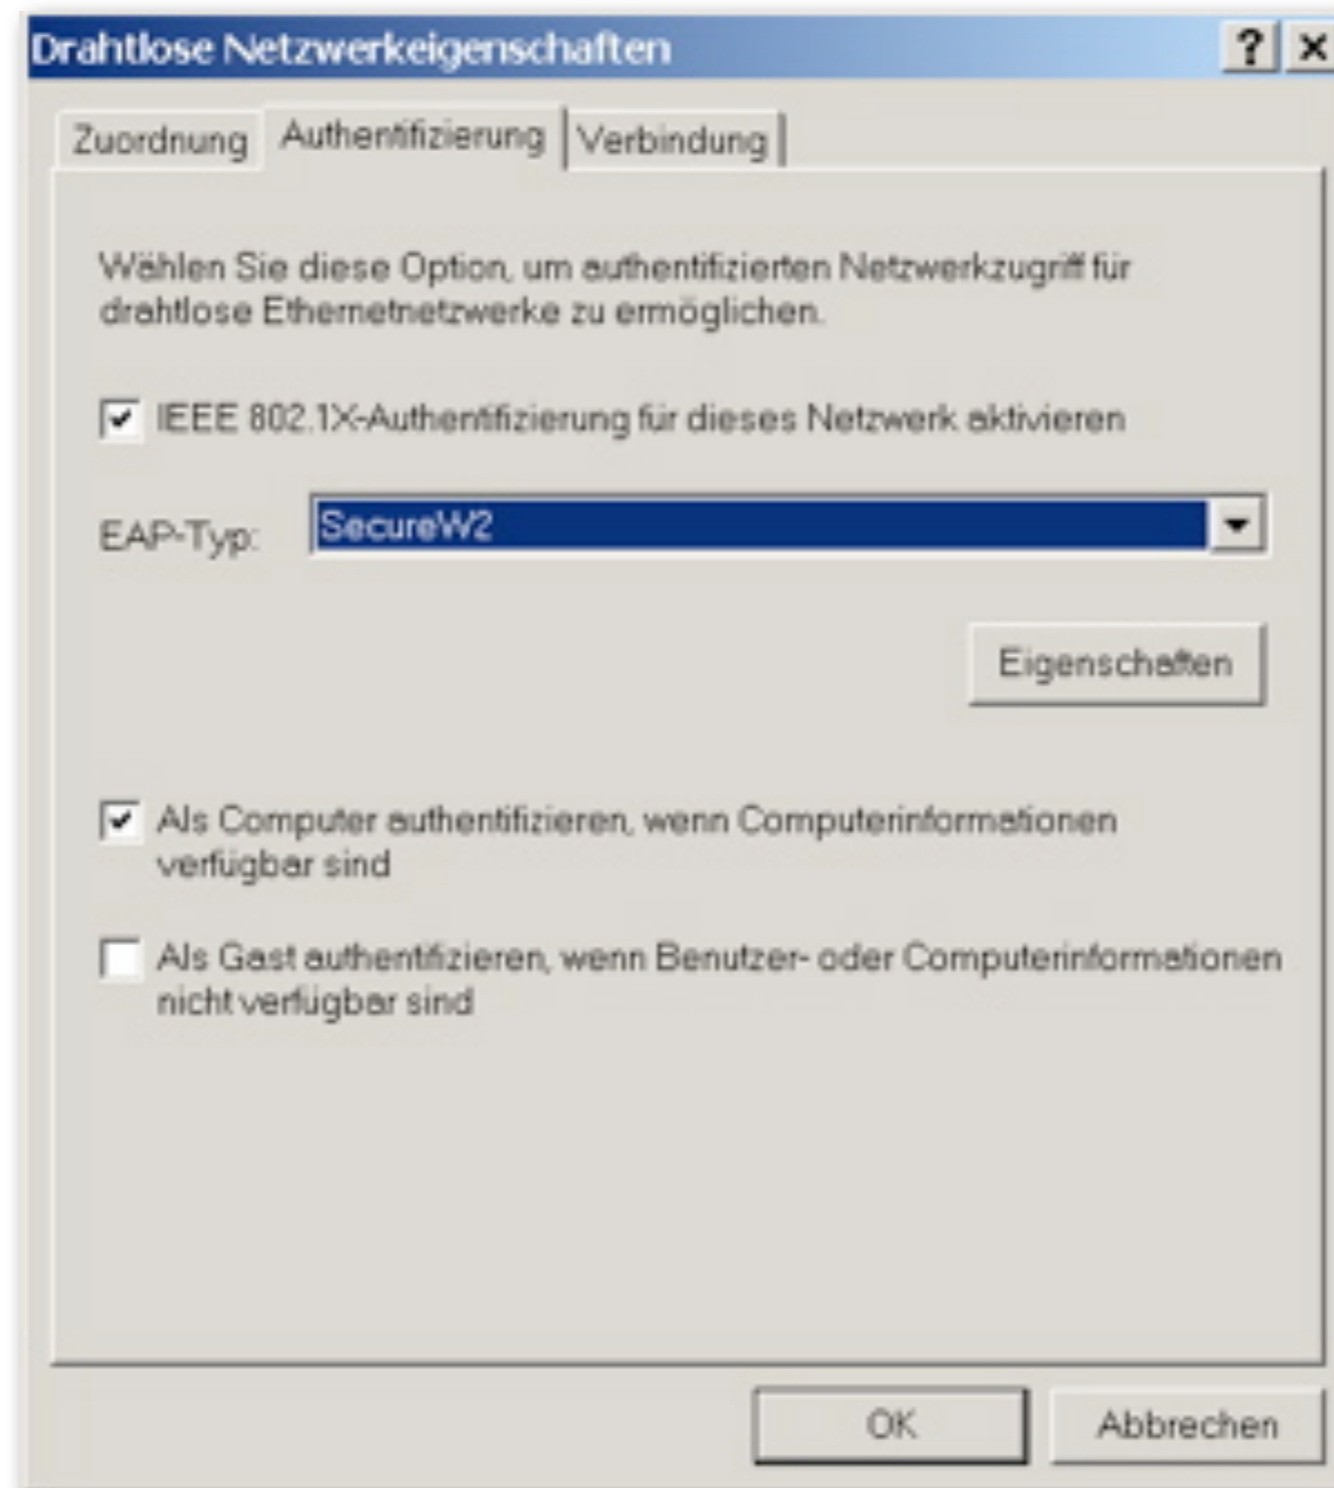 Drahtlose Netzwerkeigenschaften
Zuordnung Authentifizierung Verbindung
Wählen Sie diese Option, um authentifizierten Netzwerkzugriff für
drahtlose Ethernetnetzwerke zu ermöglichen.
IEEE 802.1X-Authentifizierung für dieses Netzwerk aktivieren
EAP-Typ: SecureW2
Eigenschaften
Als Computer authentifizieren, wenn Computerinformationen
verfügbar sind
Als Gast authentifizieren, wenn Benutzer- oder Computerinformationen
nicht verfügbar sind
OK Abbrechen